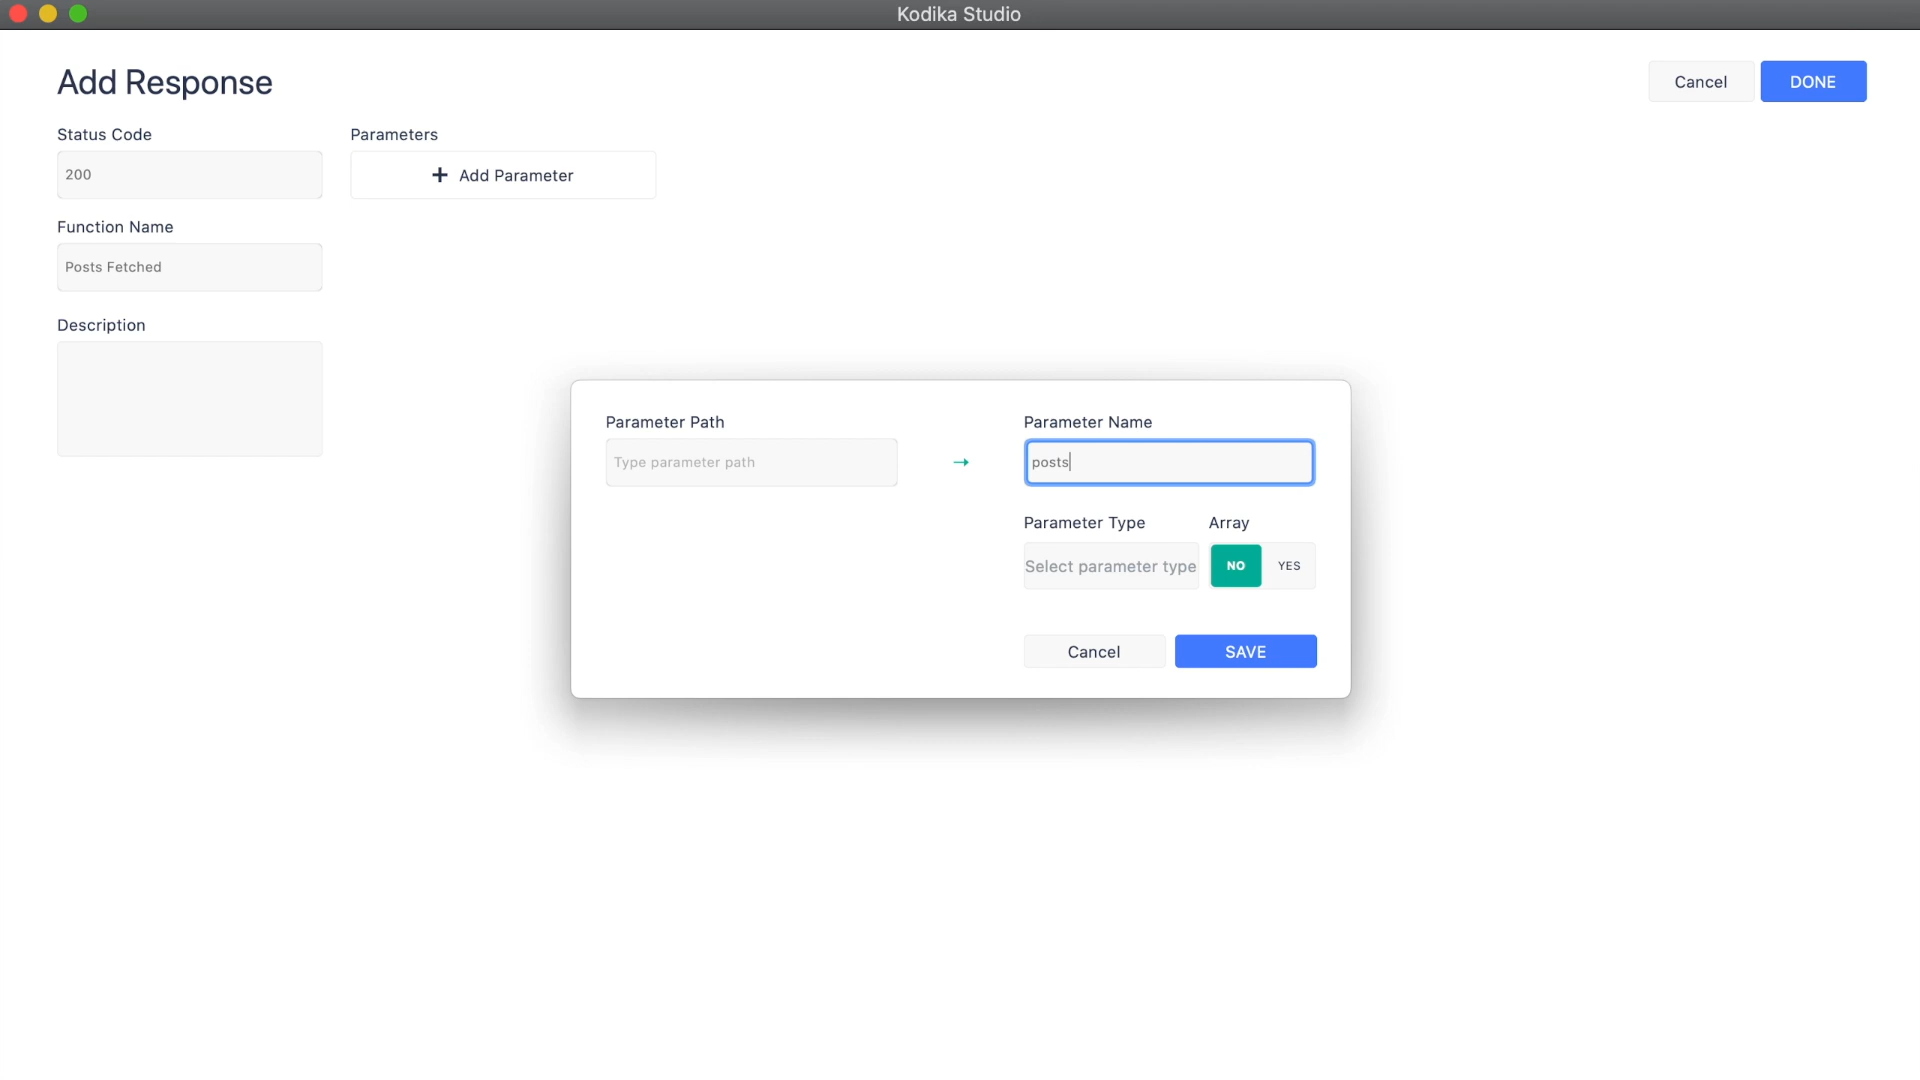 Kodika Studio
Add Response
Cancel
DONE
Status Code
Parameters
200
Add Parameter
Function Name
Posts Fetched
Description
Parameter Path
Parameter Name
Type parameter path
posts
Parameter Type
Array
Select parameter type
NO
YES
Cancel
SAVE